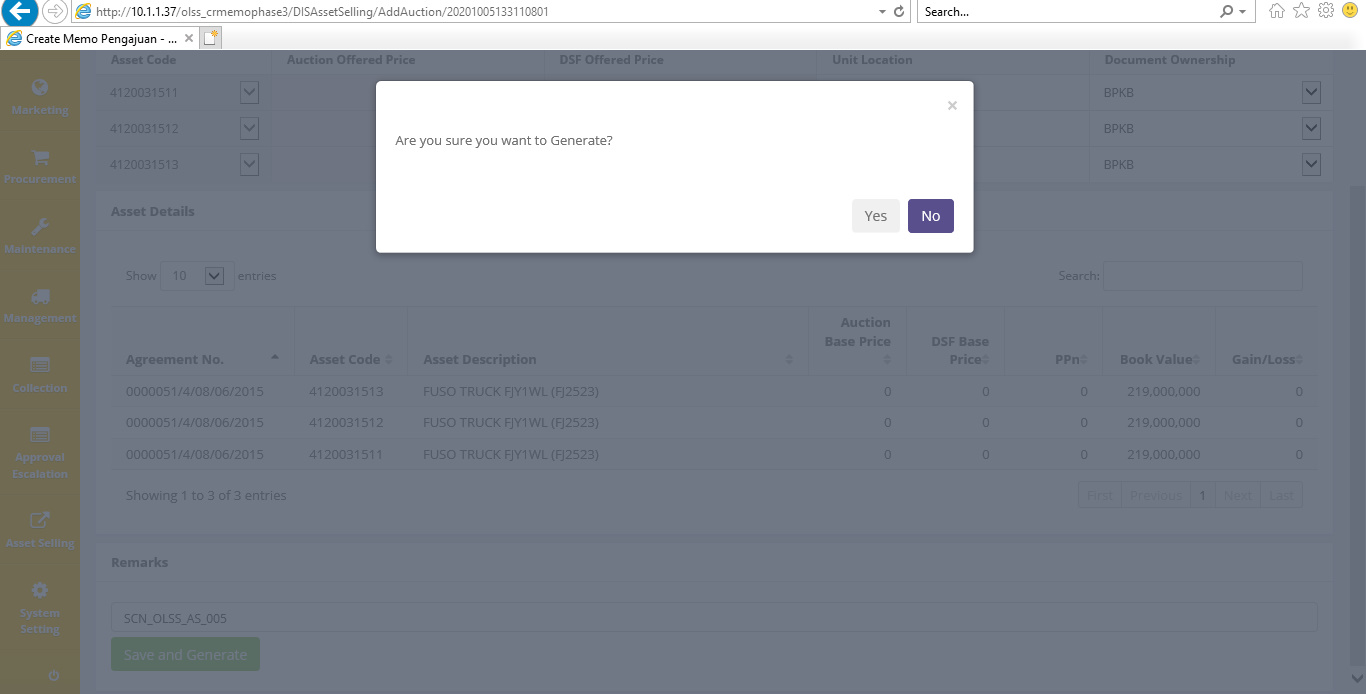 http://10.1.1.37/olss_crmemophase3/DISAssetSelling/AddAuction/20201005133110801
Search...
Create Memo Pengajuan - ...
Marketing
Procurement
Maintenance
Management
Collection
Approval
Escalation
Asset Selling
System
Setting
Asset Code Auction Offered Price DSF Offered Price Unit Location Document Ownership
4120031511 BPKB
4120031512 BPKB
4120031513 BPKB
×
Are you sure you want to Generate?
Yes No
Asset Details
Show 10 entries Search:
Agreement No. Asset Code Asset Description Auction Base Price DSF Base Price PPn Book Value Gain/Loss
0000051/4/08/06/2015 4120031513 FUSO TRUCK FJY1WL (FJ2523) 0 0 0 219,000,000 0
0000051/4/08/06/2015 4120031512 FUSO TRUCK FJY1WL (FJ2523) 0 0 0 219,000,000 0
0000051/4/08/06/2015 4120031511 FUSO TRUCK FJY1WL (FJ2523) 0 0 0 219,000,000 0
Showing 1 to 3 of 3 entries First Previous 1 Next Last
Remarks
SCN_OLSS_AS_005
Save and Generate